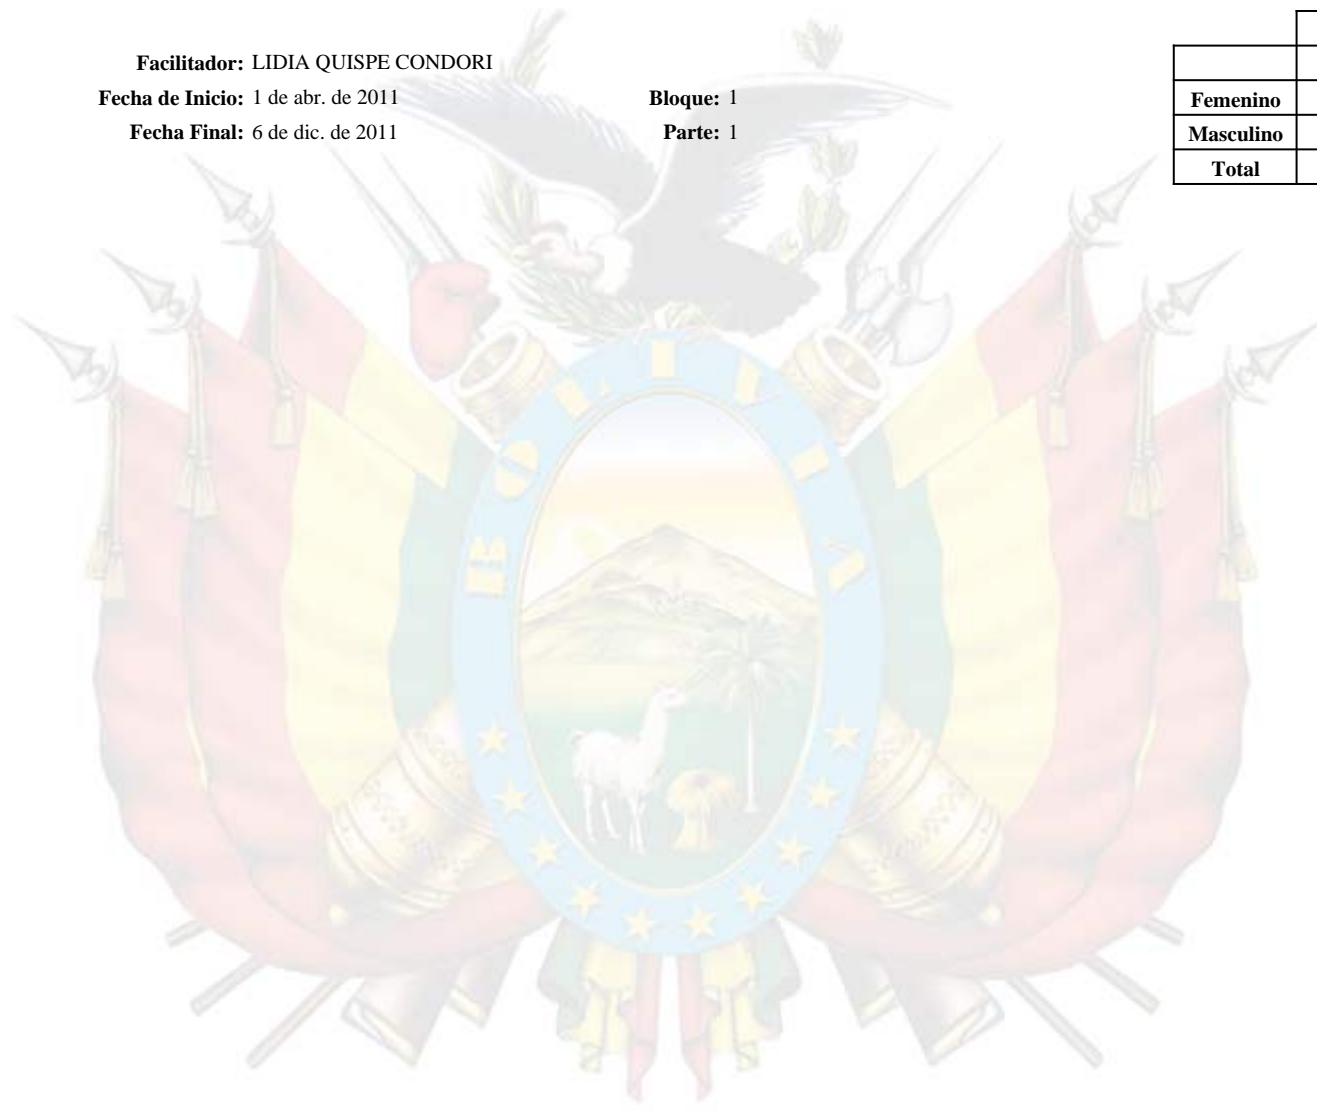 Facilitador: LIDIA QUISPE CONDORI
Fecha de Inicio: 1 de abr. de 2011 Bloque: 1
Fecha Final: 6 de dic. de 2011 Parte: 1
Femenino
Masculino
Total
BOLIVIA